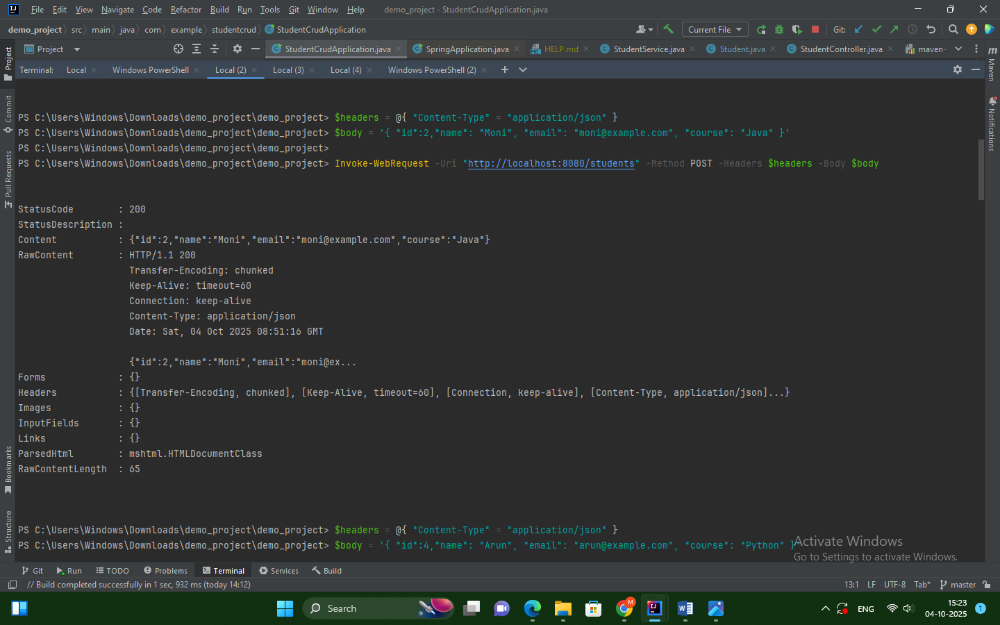 File Edit View Navigate Code Refactor Build Run Tools Git Window Help demo_project - StudentCrudApplication.java
demo_project src main java com example studentcrud StudentCrudApplication Current File Git:
Project StudentCrudApplication.java SpringApplication.java HELP.md StudentService.java Student.java StudentController.java maven-
Terminal: Local Windows PowerShell Local (2) Local (3) Local (4) Windows PowerShell (2)
Project
Commit
Pull Requests
Bookmarks
Structure
Maven
Notifications
PS C:\Users\Windows\Downloads\demo_project\demo_project> $headers = @{ "Content-Type" = "application/json" }
PS C:\Users\Windows\Downloads\demo_project\demo_project> $body = '{ "id":2,"name": "Moni", "email": "moni@example.com", "course": "Java" }'
PS C:\Users\Windows\Downloads\demo_project\demo_project>
PS C:\Users\Windows\Downloads\demo_project\demo_project> Invoke-WebRequest -Uri "http://localhost:8080/students" -Method POST -Headers $headers -Body $body
StatusCode : 200
StatusDescription :
Content : {"id":2,"name":"Moni","email":"moni@example.com","course":"Java"}
RawContent : HTTP/1.1 200
Transfer-Encoding: chunked
Keep-Alive: timeout=60
Connection: keep-alive
Content-Type: application/json
Date: Sat, 04 Oct 2025 08:51:16 GMT
{"id":2,"name":"Moni","email":"moni@ex...
Forms : {}
Headers : {[Transfer-Encoding, chunked], [Keep-Alive, timeout=60], [Connection, keep-alive], [Content-Type, application/json]...}
Images : {}
InputFields : {}
Links : {}
ParsedHtml : mshtml.HTMLDocumentClass
RawContentLength : 65
PS C:\Users\Windows\Downloads\demo_project\demo_project> $headers = @{ "Content-Type" = "application/json" }
PS C:\Users\Windows\Downloads\demo_project\demo_project> $body = '{ "id":4,"name": "Arun", "email": "arun@example.com", "course": "Python" }
Activate Windows
Go to Settings to activate Windows.
Git Run TODO Problems Terminal Services Build
// Build completed successfully in 1 sec, 932 ms (today 14:12) 13:1 LF UTF-8 Tab* master
Search M ENG 15:23
04-10-2025 1